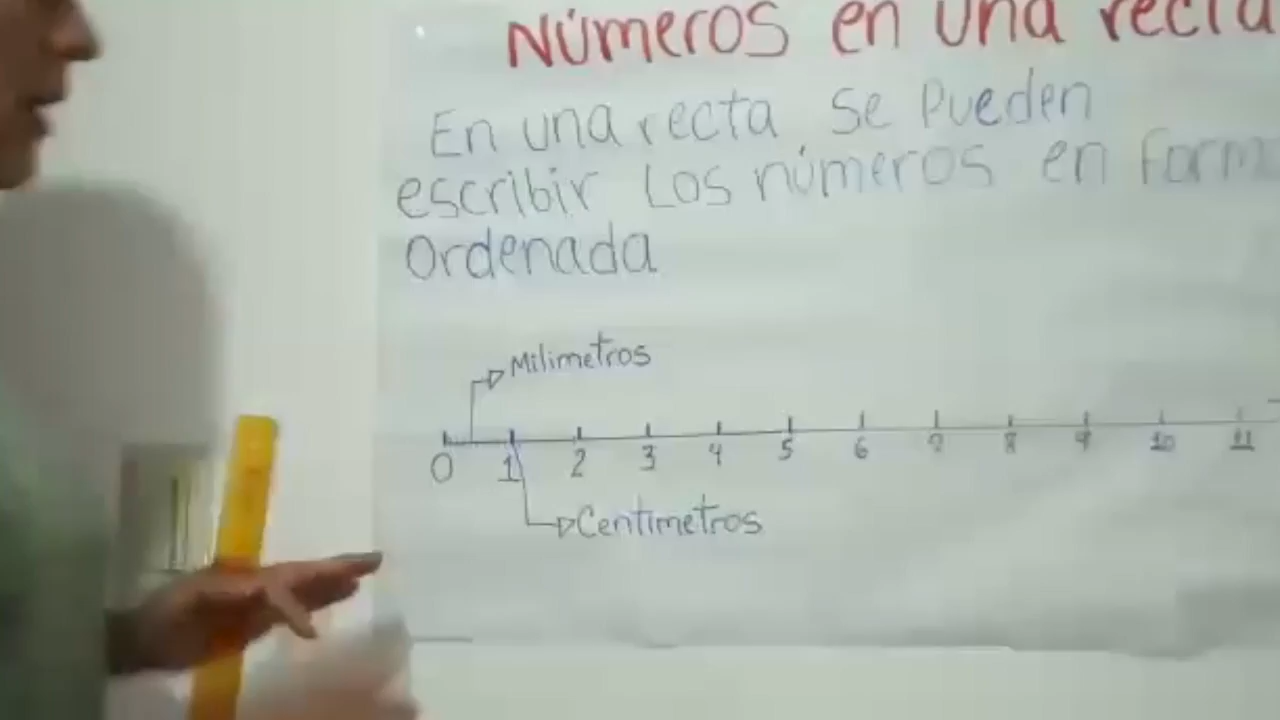 Números en una recta
En una recta se Pueden
escribir Los números en Forma
Ordenada
Milimetros
0 1 2 3 4 5 6 7 8 9 10 11
Centimetros